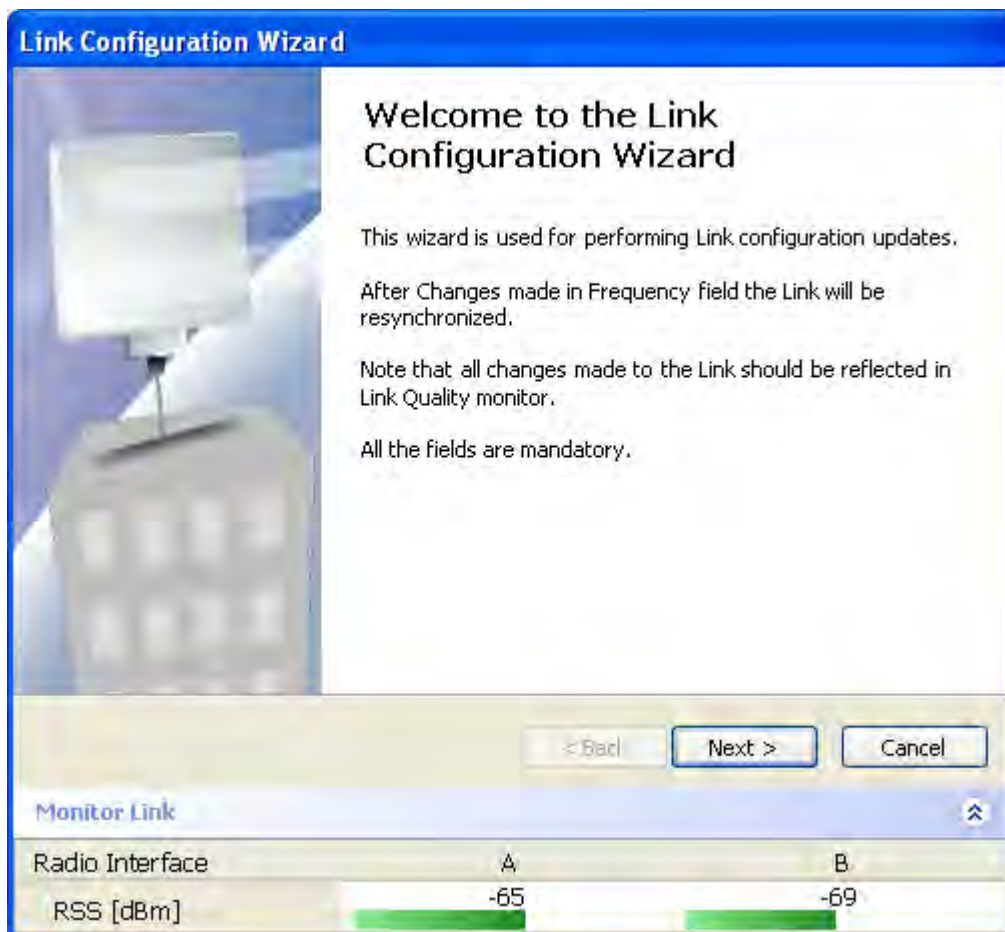 Link Configuration Wizard
Welcome to the Link
Configuration Wizard
This wizard is used for performing Link configuration updates.
After Changes made in Frequency field the Link will be
resynchronized.
Note that all changes made to the Link should be reflected in
Link Quality monitor.
All the fields are mandatory.
< Back Next > Cancel
Monitor Link
Radio Interface A B
RSS [dBm] -65 -69